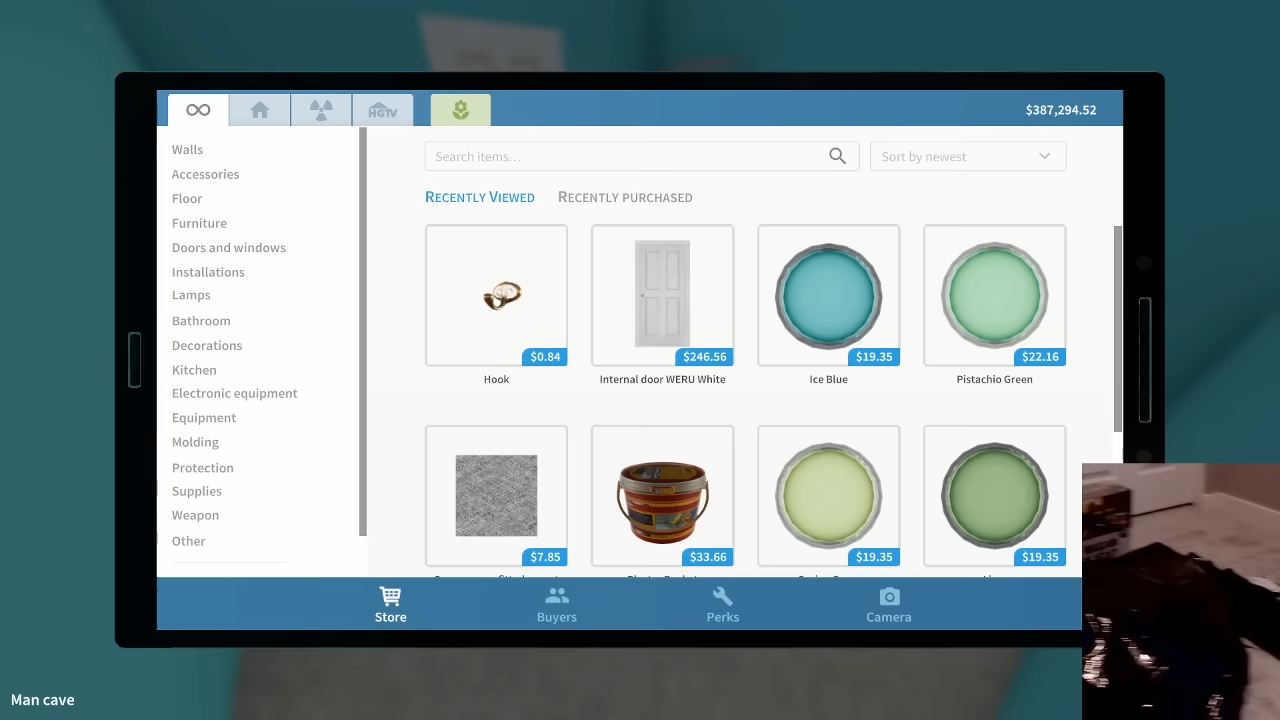 HGTV
$387,294.52
Walls
Accessories
Floor
Furniture
Doors and windows
Installations
Lamps
Bathroom
Decorations
Kitchen
Electronic equipment
Equipment
Molding
Protection
Supplies
Weapon
Other
Search items...
Sort by newest
RECENTLY VIEWED
RECENTLY PURCHASED
$0.84
$246.56
$19.35
$22.16
Hook
Internal door WERU White
Ice Blue
Pistachio Green
$7.85
$33.66
$19.35
$19.35
Store
Buyers
Perks
Camera
Man cave